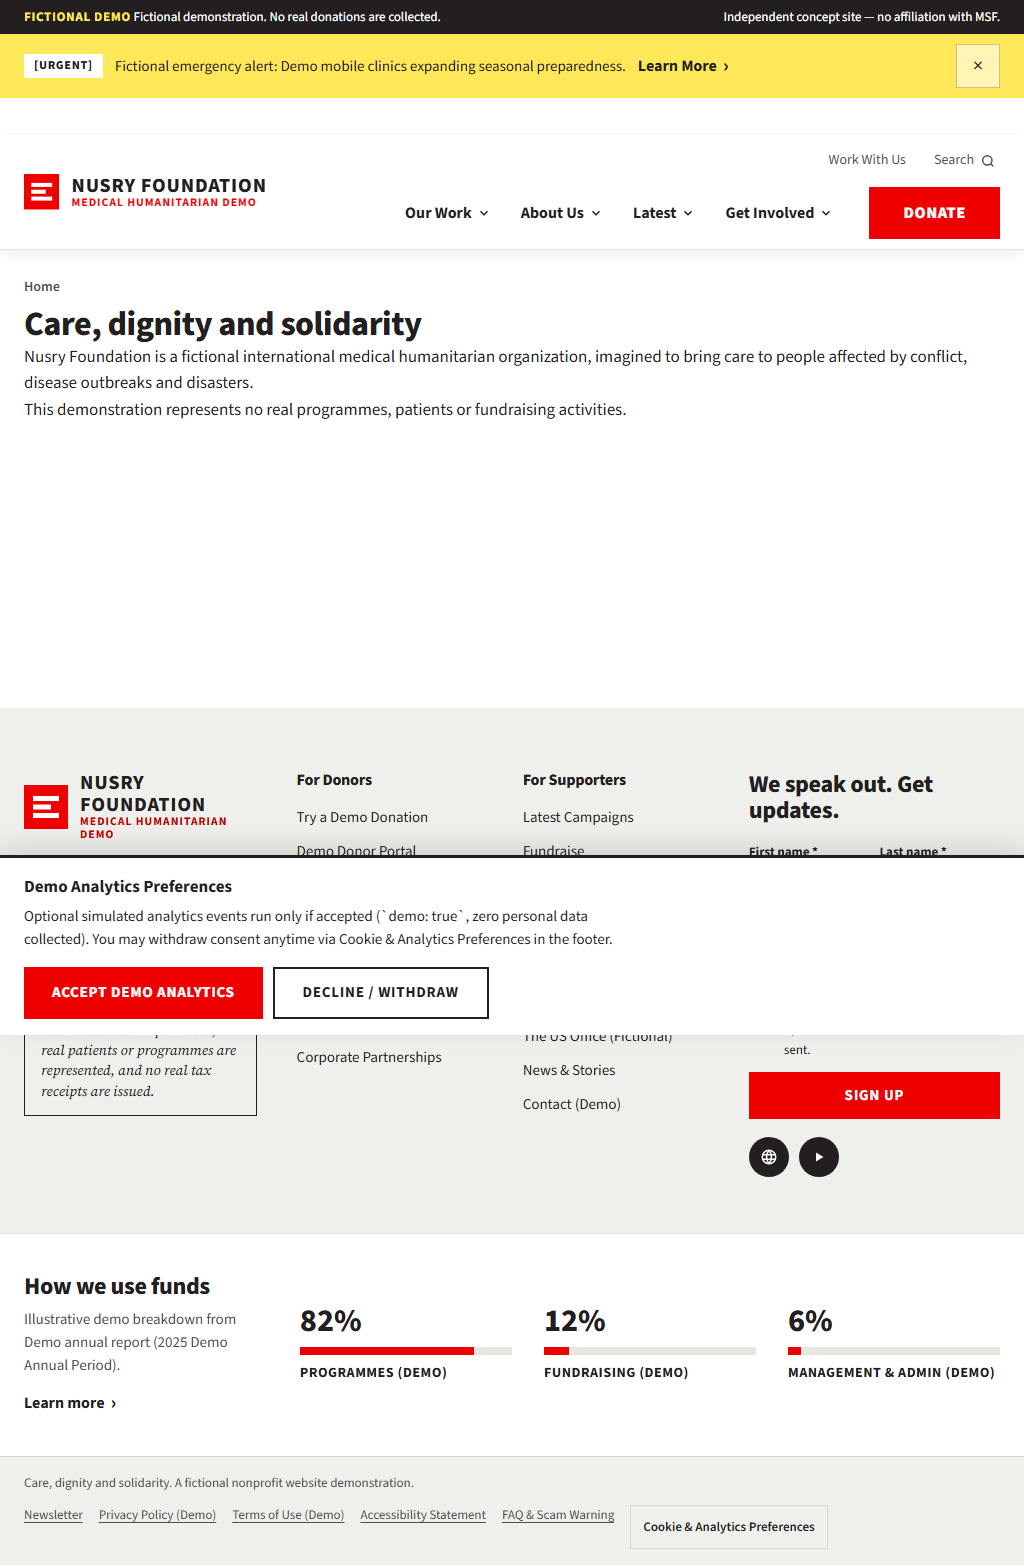 FICTIONAL DEMO Fictional demonstration. No real donations are collected.
Independent concept site — no affiliation with MSF.
[URGENT] Fictional emergency alert: Demo mobile clinics expanding seasonal preparedness. Learn More ›
×
Work With Us Search
NUSRY FOUNDATION
MEDICAL HUMANITARIAN DEMO
Our Work About Us Latest Get Involved DONATE
Home
Care, dignity and solidarity
Nusry Foundation is a fictional international medical humanitarian organization, imagined to bring care to people affected by conflict,
disease outbreaks and disasters.
This demonstration represents no real programmes, patients or fundraising activities.
NUSRY
FOUNDATION
MEDICAL HUMANITARIAN
DEMO
For Donors
Try a Demo Donation
Demo Donor Portal
For Supporters
Latest Campaigns
Fundraise
We speak out. Get
updates.
First name * Last name *
Demo Analytics Preferences
Optional simulated analytics events run only if accepted (`demo: true`, zero personal data
collected). You may withdraw consent anytime via Cookie & Analytics Preferences in the footer.
ACCEPT DEMO ANALYTICS DECLINE / WITHDRAW
real patients or programmes are
represented, and no real tax
receipts are issued.
Corporate Partnerships
The US Office (Fictional)
News & Stories
Contact (Demo)
sent.
SIGN UP
How we use funds
Illustrative demo breakdown from
Demo annual report (2025 Demo
Annual Period).
Learn more ›
82%
PROGRAMMES (DEMO)
12%
FUNDRAISING (DEMO)
6%
MANAGEMENT & ADMIN (DEMO)
Care, dignity and solidarity. A fictional nonprofit website demonstration.
Newsletter Privacy Policy (Demo) Terms of Use (Demo) Accessibility Statement FAQ & Scam Warning Cookie & Analytics Preferences